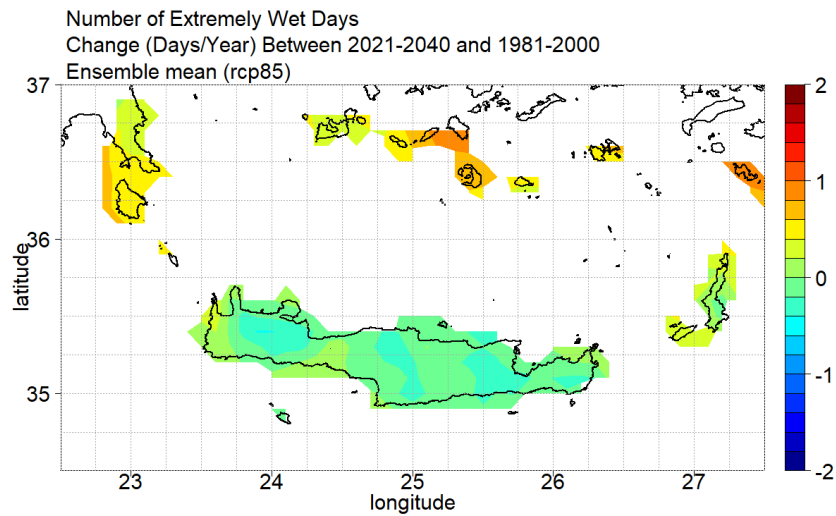 Number of Extremely Wet Days
Change (Days/Year) Between 2021-2040 and 1981-2000
Ensemble mean (rcp85)
37
36
35
latitude
23
24
25
26
27
longitude
2
1
0
-1
-2